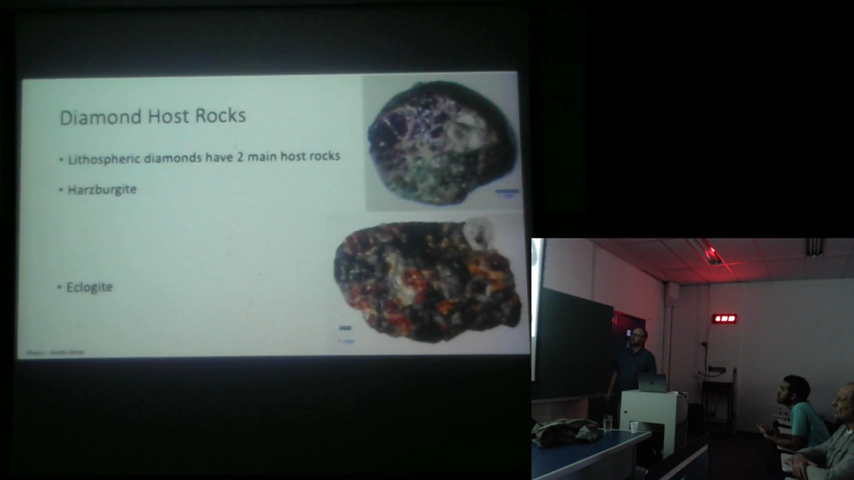 Diamond Host Rocks
• Lithospheric diamonds have 2 main host rocks
• Harzburgite
• Eclogite